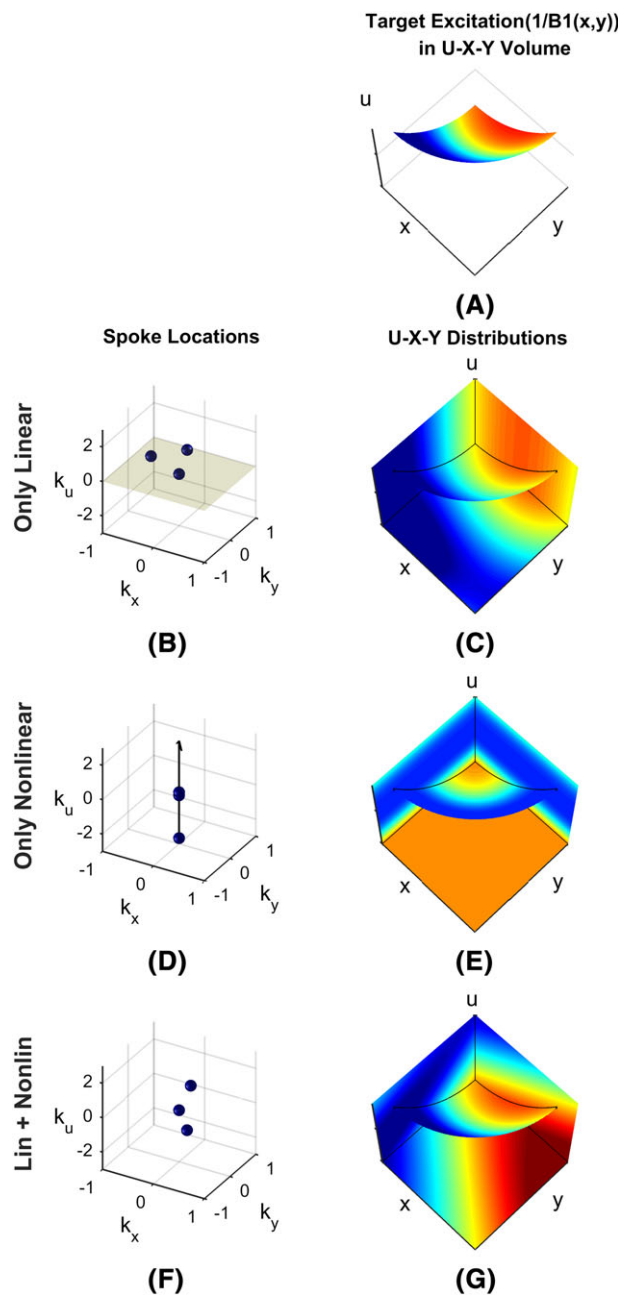 Target Excitation(1/B1(x,y))
in U-X-Y Volume
u
x
y
(A)
Spoke Locations
U-X-Y Distributions
Only Linear
2
0
-2
k_u
-1
0
1
k_x
-1
0
1
k_y
(B)
u
x
y
(C)
Only Nonlinear
2
0
-2
k_u
-1
0
1
k_x
-1
0
1
k_y
(D)
u
x
y
(E)
Lin + Nonlin
2
0
-2
k_u
-1
0
1
k_x
-1
0
1
k_y
(F)
u
x
y
(G)